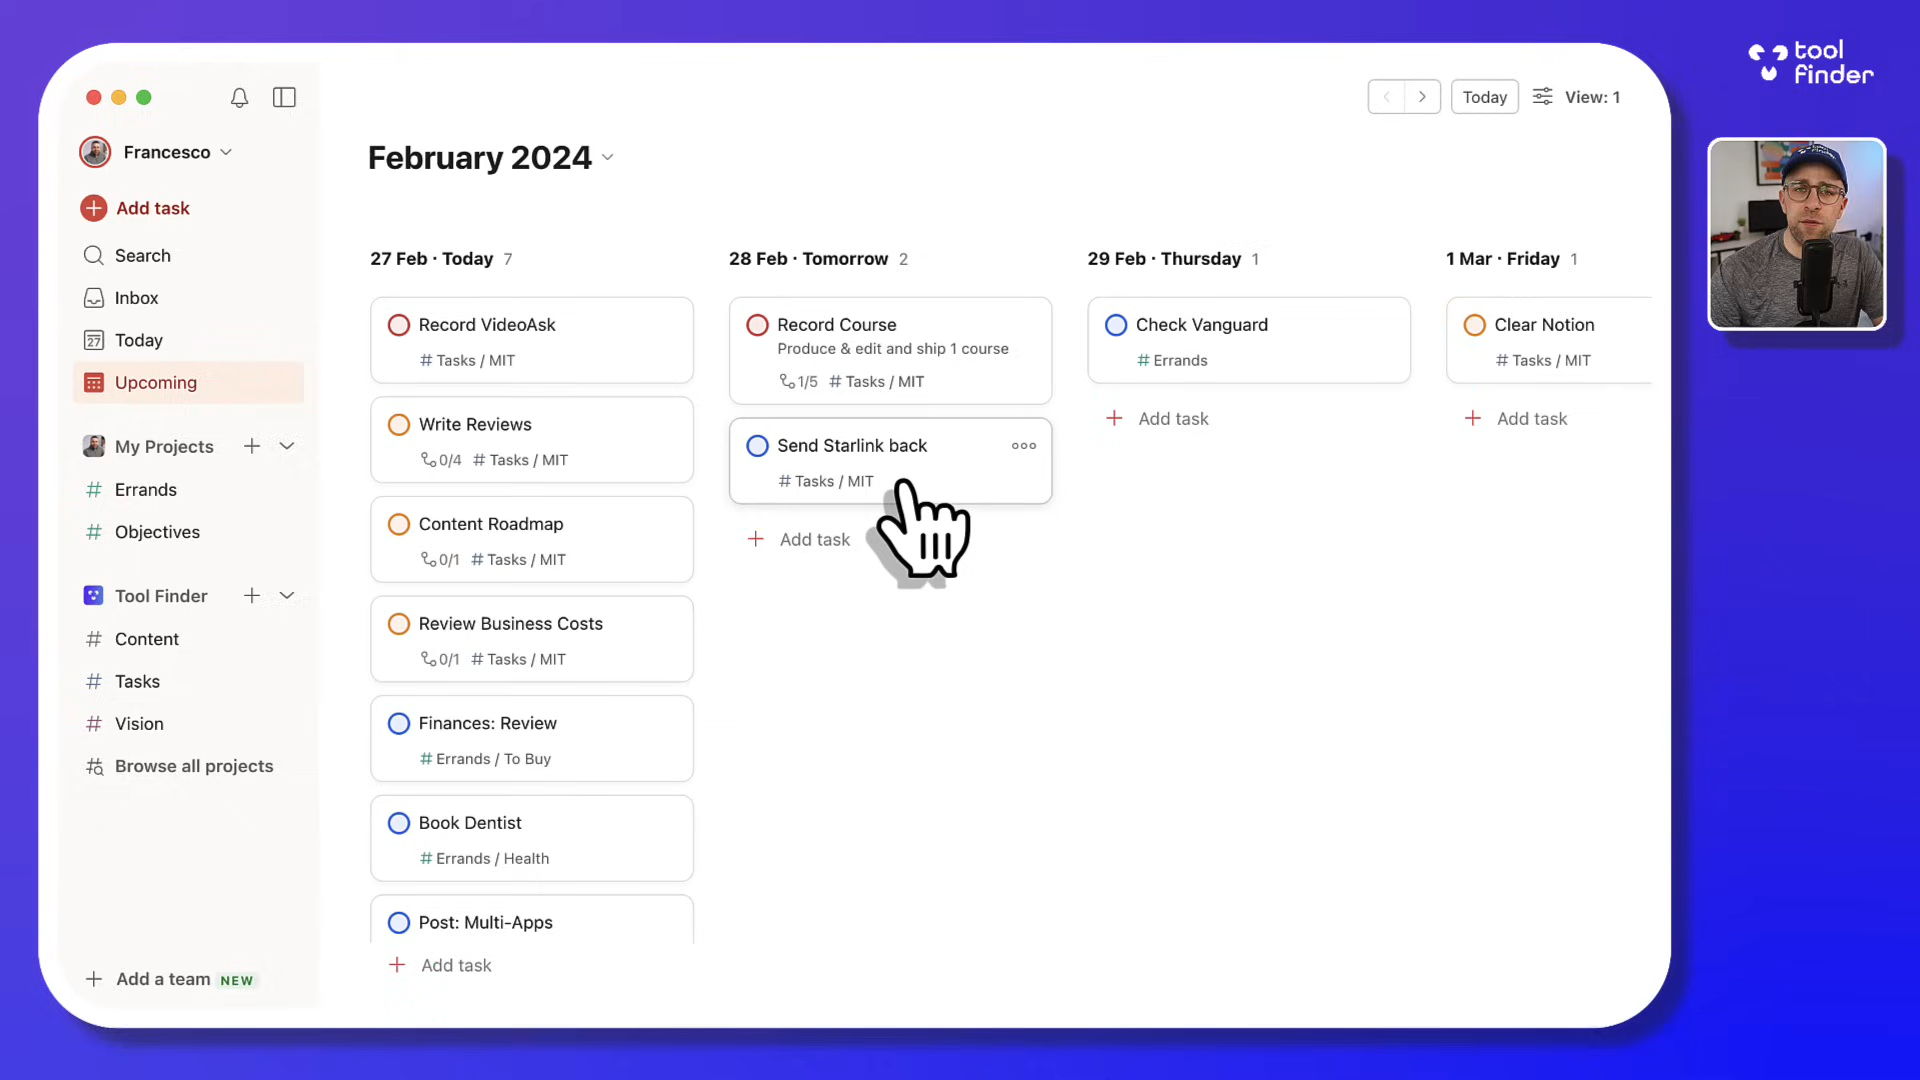 tool
finder
Today
View: 1
Francesco
Add task
Search
Inbox
27
Today
Upcoming
My Projects
Errands
Objectives
Tool Finder
Content
Tasks
Vision
Browse all projects
Add a team NEW
February 2024
27 Feb · Today 7
Record VideoAsk
# Tasks / MIT
Write Reviews
0/4 # Tasks / MIT
Content Roadmap
0/1 # Tasks / MIT
Review Business Costs
0/1 # Tasks / MIT
Finances: Review
# Errands / To Buy
Book Dentist
# Errands / Health
Post: Multi-Apps
Add task
28 Feb · Tomorrow 2
Record Course
Produce & edit and ship 1 course
1/5 # Tasks / MIT
Send Starlink back
# Tasks / MIT
Add task
29 Feb · Thursday 1
Check Vanguard
# Errands
Add task
1 Mar · Friday 1
Clear Notion
# Tasks / MIT
Add task